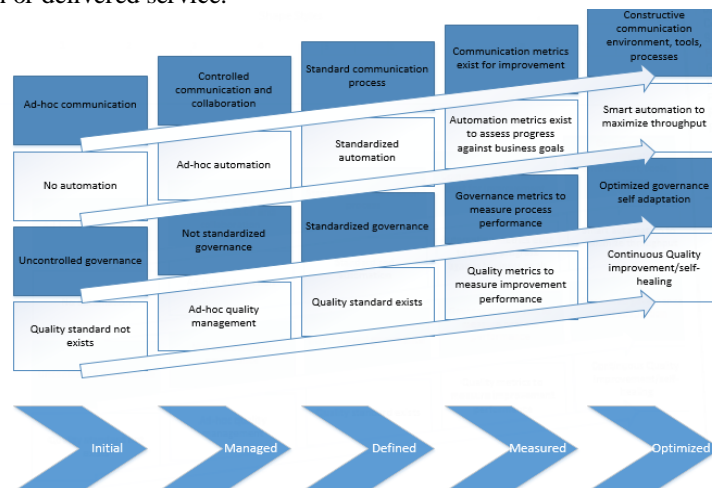 or delivered service.
Ad-hoc communication
No automation
Uncontrolled governance
Quality standard not
exists
Controlled
communication and
collaboration
Ad-hoc automation
Not standardized
governance
Ad-hoc quality
management
Standard communication
process
Standardized
automation
Standardized governance
Quality standard exists
Communication metrics
exist for improvement
Automation metrics exist
to assess progress
against business goals
Governance metrics to
measure process
performance
Quality metrics to
measure improvement
performance
Constructive
communication
environment, tools,
processes
Smart automation to
maximize throughput
Optimized governance
self adaptation
Continuous Quality
improvement/self-
healing
Initial
Managed
Defined
Measured
Optimized